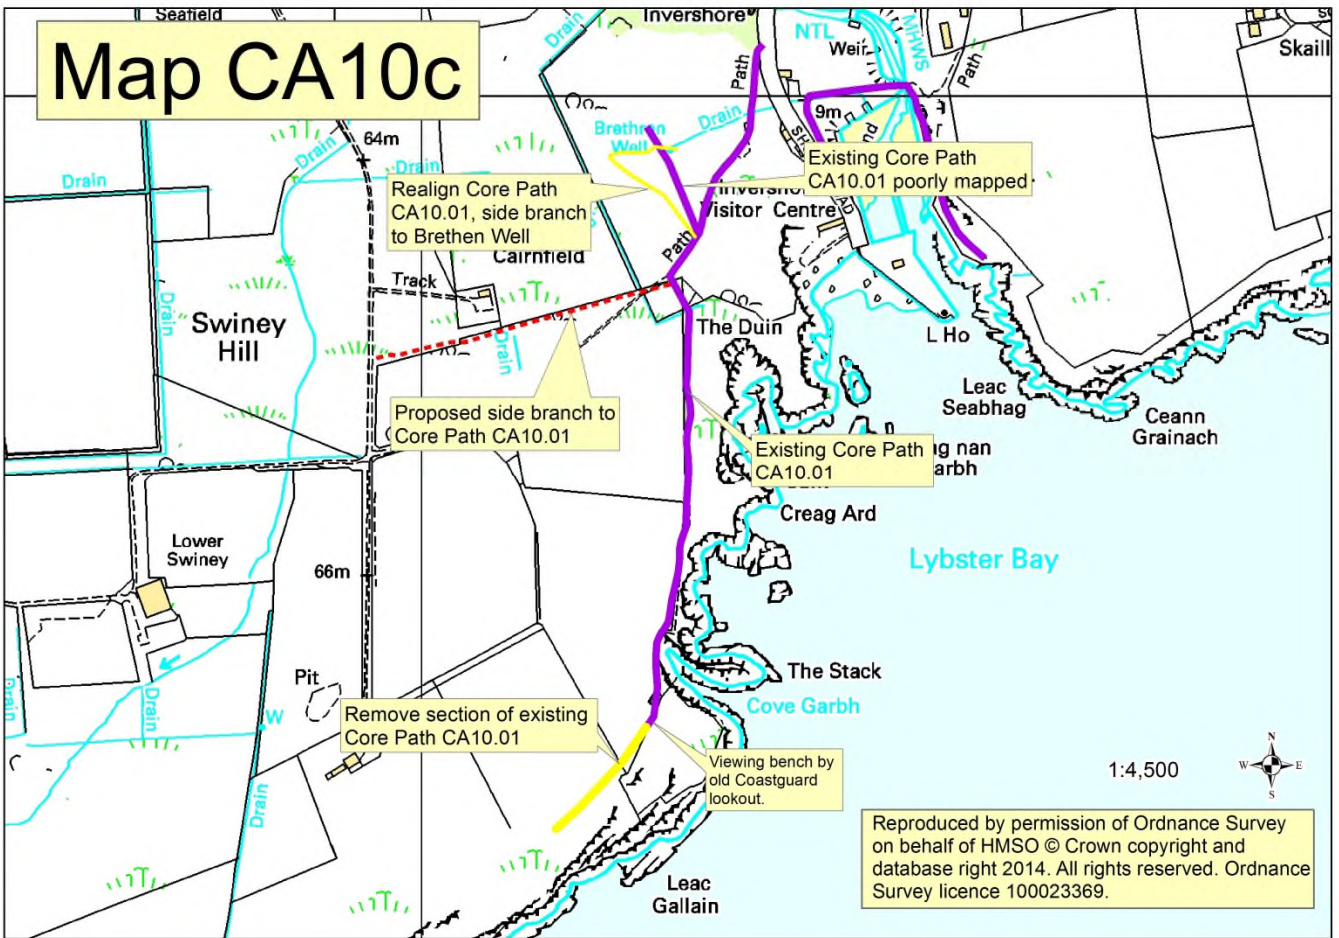 Map CA10c
Seafield
Drain
Invershore
NTL
Weir
MHWS
Path
Path
Skaill
64m
Drain
Drain
Drain
Brethren
Well
Drain
9m
Existing Core Path
CA10.01 poorly mapped
Realign Core Path
CA10.01, side branch
to Brethen Well
Visitor Centre
Path
Cairnfield
Track
Drain
Swiney
Hill
Drain
The Duin
L Ho
Leac
Seabhag
Ceann
Grainach
Proposed side branch to
Core Path CA10.01
Existing Core Path
CA10.01
ag nan
arbh
Creag Ard
Lower
Swiney
66m
Lybster Bay
Pit
The Stack
Cove Garbh
Drain
Drain
W
Remove section of existing
Core Path CA10.01
Viewing bench by
old Coastguard
lookout.
Drain
1:4,500
N
W
E
S
Reproduced by permission of Ordnance Survey
on behalf of HMSO © Crown copyright and
database right 2014. All rights reserved. Ordnance
Survey licence 100023369.
Leac
Gallain